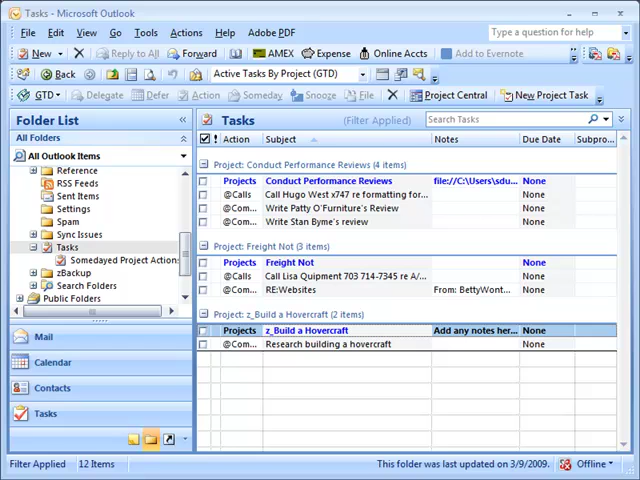 Tasks - Microsoft Outlook
File Edit View Go Tools Actions Help Adobe PDF Type a question for help
New Reply to All Forward AMEX Expense Online Accts Add to Evernote
Back Active Tasks By Project (GTD)
GTD Delegate Defer Action Someday Snooze File Project Central New Project Task
Folder List
All Folders
All Outlook Items
Reference
RSS Feeds
Sent Items
Settings
Spam
Sync Issues
Tasks
Somedayed Project Actions
zBackup
Search Folders
Public Folders
Mail
Calendar
Contacts
Tasks
Tasks (Filter Applied) Search Tasks
! Action Subject Notes Due Date Subpro...
Project: Conduct Performance Reviews (4 items)
Projects Conduct Performance Reviews file://C:\Users\sdu... None
@Calls Call Hugo West x747 re formatting for... None
@Com... Write Patty O'Furniture's Review None
@Com... Write Stan Byme's review None
Project: Freight Not (3 items)
Projects Freight Not None
@Calls Call Lisa Quipment 703 714-7345 re A/... None
@Com... RE:Websites From: BettyWont... None
Project: z_Build a Hovercraft (2 items)
Projects z_Build a Hovercraft Add any notes her... None
@Com... Research building a hovercraft None
Filter Applied 12 Items This folder was last updated on 3/9/2009. Offline